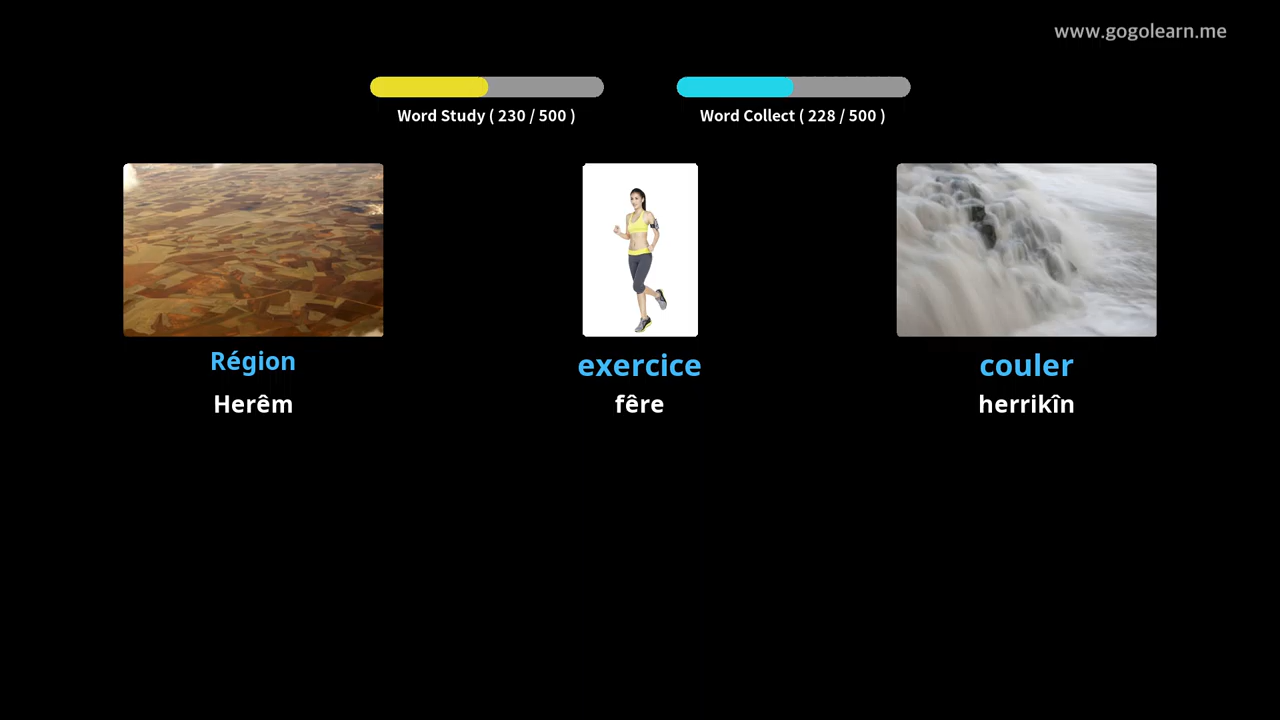 www.gogolearn.me
Word Study ( 230 / 500 )
Word Collect ( 228 / 500 )
Région
exercice
couler
Herêm
fêre
herrikîn